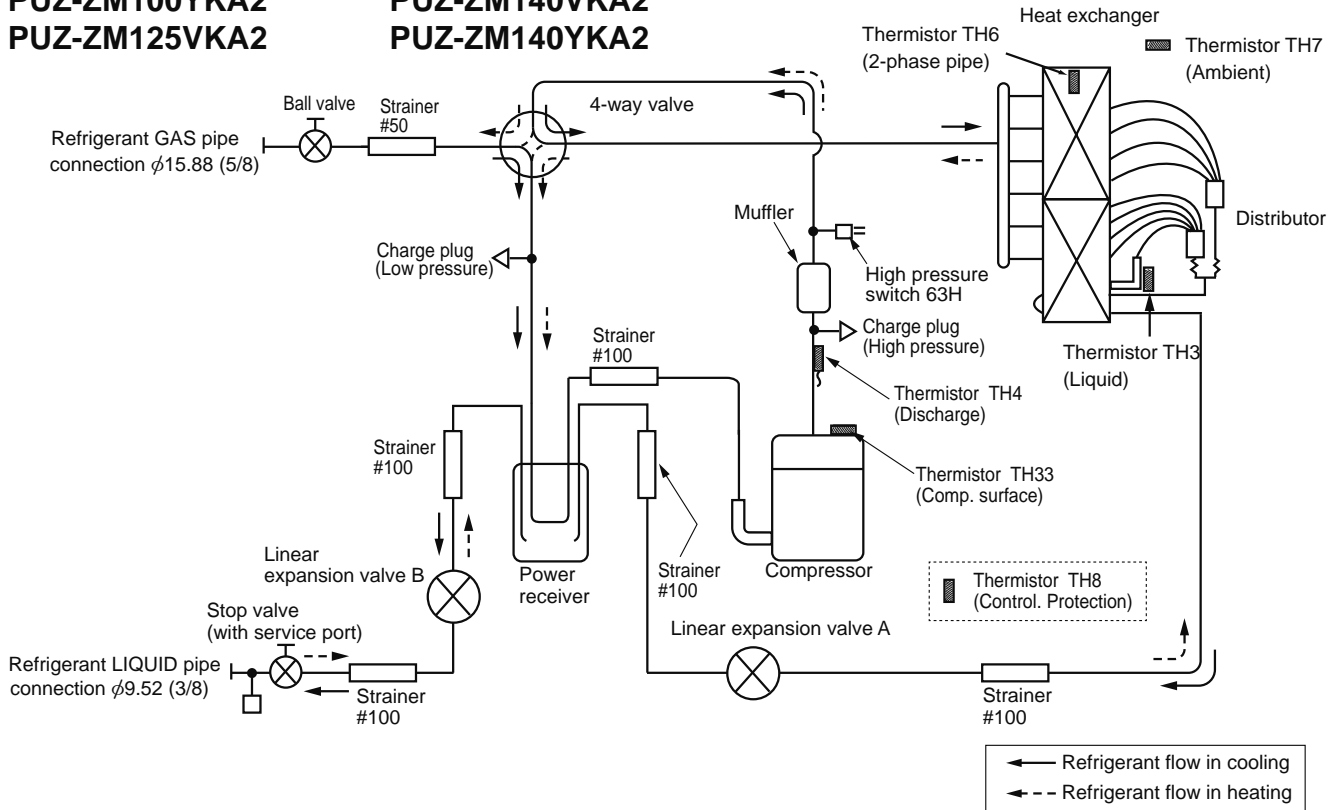 PUZ-ZM100YKA2
PUZ-ZM140VKA2
PUZ-ZM125VKA2
PUZ-ZM140YKA2
Heat exchanger
Thermistor TH6
(2-phase pipe)
Thermistor TH7
(Ambient)
Ball valve
Strainer
#50
4-way valve
Refrigerant GAS pipe
connection ϕ15.88 (5/8)
Muffler
Distributor
Charge plug
(Low pressure)
High pressure
switch 63H
Charge plug
(High pressure)
Strainer
#100
Thermistor TH3
(Liquid)
Thermistor TH4
(Discharge)
Strainer
#100
Thermistor TH33
(Comp. surface)
Linear
expansion valve B
Power
receiver
Strainer
#100
Compressor
Thermistor TH8
(Control. Protection)
Stop valve
(with service port)
Linear expansion valve A
Refrigerant LIQUID pipe
connection ϕ9.52 (3/8)
Strainer
#100
Strainer
#100
Refrigerant flow in cooling
Refrigerant flow in heating